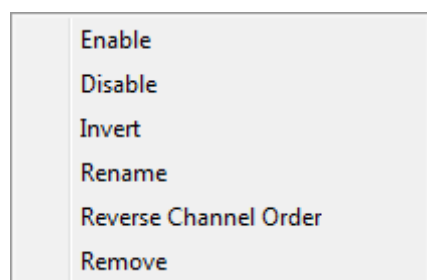 Enable
Disable
Invert
Rename
Reverse Channel Order
Remove